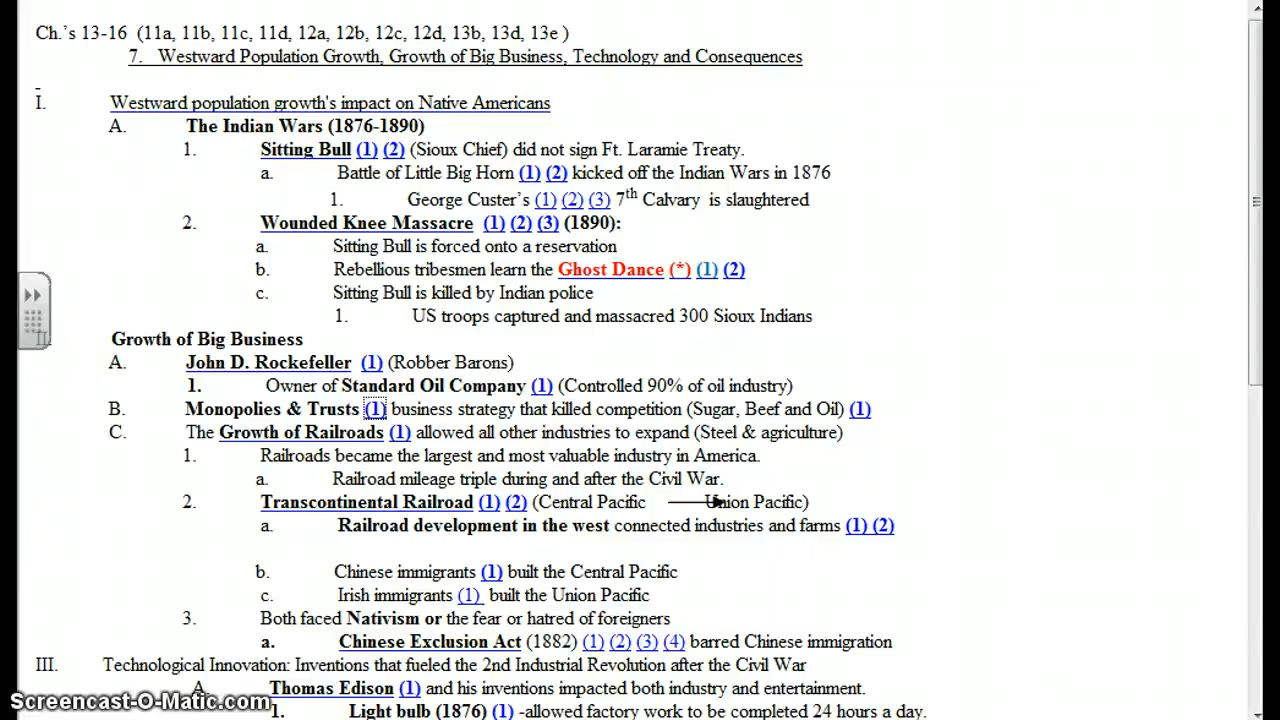 Ch.'s 13-16 (11a, 11b, 11c, 11d, 12a, 12b, 12c, 12d, 13b, 13d, 13e )
7. Westward Population Growth, Growth of Big Business, Technology and Consequences
I. Westward population growth's impact on Native Americans
A. The Indian Wars (1876-1890)
1. Sitting Bull (1) (2) (Sioux Chief) did not sign Ft. Laramie Treaty.
a. Battle of Little Big Horn (1) (2) kicked off the Indian Wars in 1876
1. George Custer's (1) (2) (3) 7th Calvary is slaughtered
2. Wounded Knee Massacre (1) (2) (3) (1890):
a. Sitting Bull is forced onto a reservation
b. Rebellious tribesmen learn the Ghost Dance (*) (1) (2)
c. Sitting Bull is killed by Indian police
1. US troops captured and massacred 300 Sioux Indians
II. Growth of Big Business
A. John D. Rockefeller (1) (Robber Barons)
1. Owner of Standard Oil Company (1) (Controlled 90% of oil industry)
B. Monopolies & Trusts (1) business strategy that killed competition (Sugar, Beef and Oil) (1)
C. The Growth of Railroads (1) allowed all other industries to expand (Steel & agriculture)
1. Railroads became the largest and most valuable industry in America.
a. Railroad mileage triple during and after the Civil War.
2. Transcontinental Railroad (1) (2) (Central Pacific Union Pacific)
a. Railroad development in the west connected industries and farms (1) (2)
b. Chinese immigrants (1) built the Central Pacific
c. Irish immigrants (1) built the Union Pacific
3. Both faced Nativism or the fear or hatred of foreigners
a. Chinese Exclusion Act (1882) (1) (2) (3) (4) barred Chinese immigration
III. Technological Innovation: Inventions that fueled the 2nd Industrial Revolution after the Civil War
A. Thomas Edison (1) and his inventions impacted both industry and entertainment.
1. Light bulb (1876) (1) -allowed factory work to be completed 24 hours a day.
Screencast-O-Matic.com